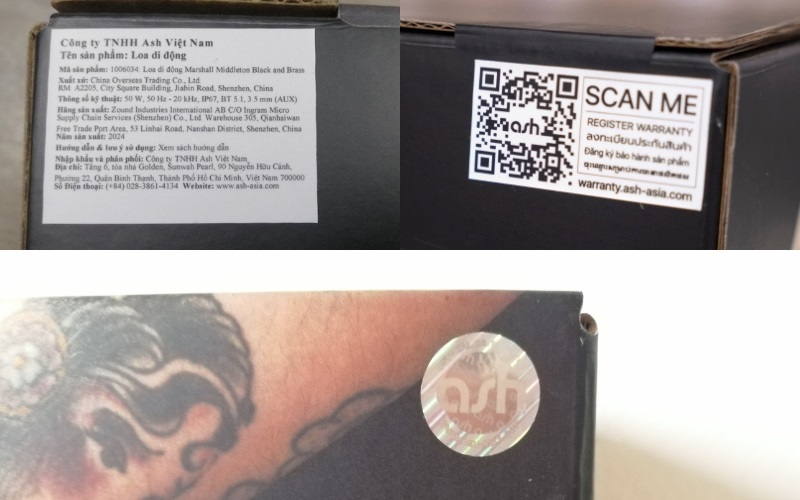 Công ty TNHH Ash Việt Nam
Tên sản phẩm: Loa di dộng
Mã sản phẩm: 1006034: Loa di dộng Marshall Middleton Black and Brass
Xuất xứ: China Overseas Trading Co., Ltd.
RM A2205, City Square Building, Jiabin Road, Shenzhen, China
Thông số kỹ thuật: 50 W, 50 Hz - 20 kHz, IP67, BT 5.1, 3.5 mm (AUX)
Hãng sản xuất: Zound Industries International AB C/O Ingram Micro
Supply Chain Services (Shenzhen) Co., Ltd. Warehouse 305, Qianhaiwan
Free Trade Port Area, 53 Linhai Road, Nanshan District, Shenzhen, China
Năm sản xuất: 2024
Hướng dẫn & lưu ý sử dụng: Xem sách hướng dẫn
Nhập khẩu và phân phối: Công ty TNHH Ash Việt Nam
Địa chỉ: Tầng 6, tòa nhà Golden, Sunwah Pearl, 90 Nguyễn Hữu Cảnh,
Phường 22, Quận Bình Thạnh, Thành Phố Hồ Chí Minh, Việt Nam 700000
Số Điện thoại: (+84) 028-3861-4134 Website: www.ash-asia.com
ash
SCAN ME
REGISTER WARRANTY
ลงทะเบียนประกันสินค้า
Đăng ký bảo hành sản phẩm
warranty.ash-asia.com
ash